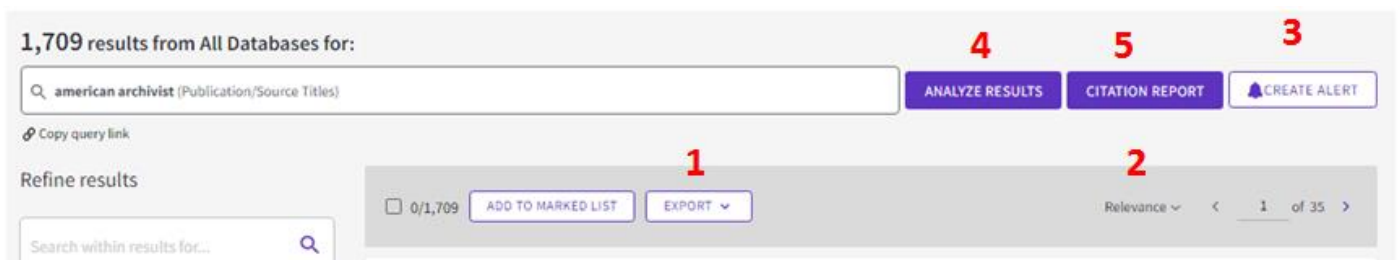 1,709 results from All Databases for:
4 5 3
american archivist (Publication/Source Titles) ANALYZE RESULTS CITATION REPORT CREATE ALERT
Copy query link
1 2
Refine results
0/1,709 ADD TO MARKED LIST EXPORT Relevance < 1 of 35 >
Search within results for...